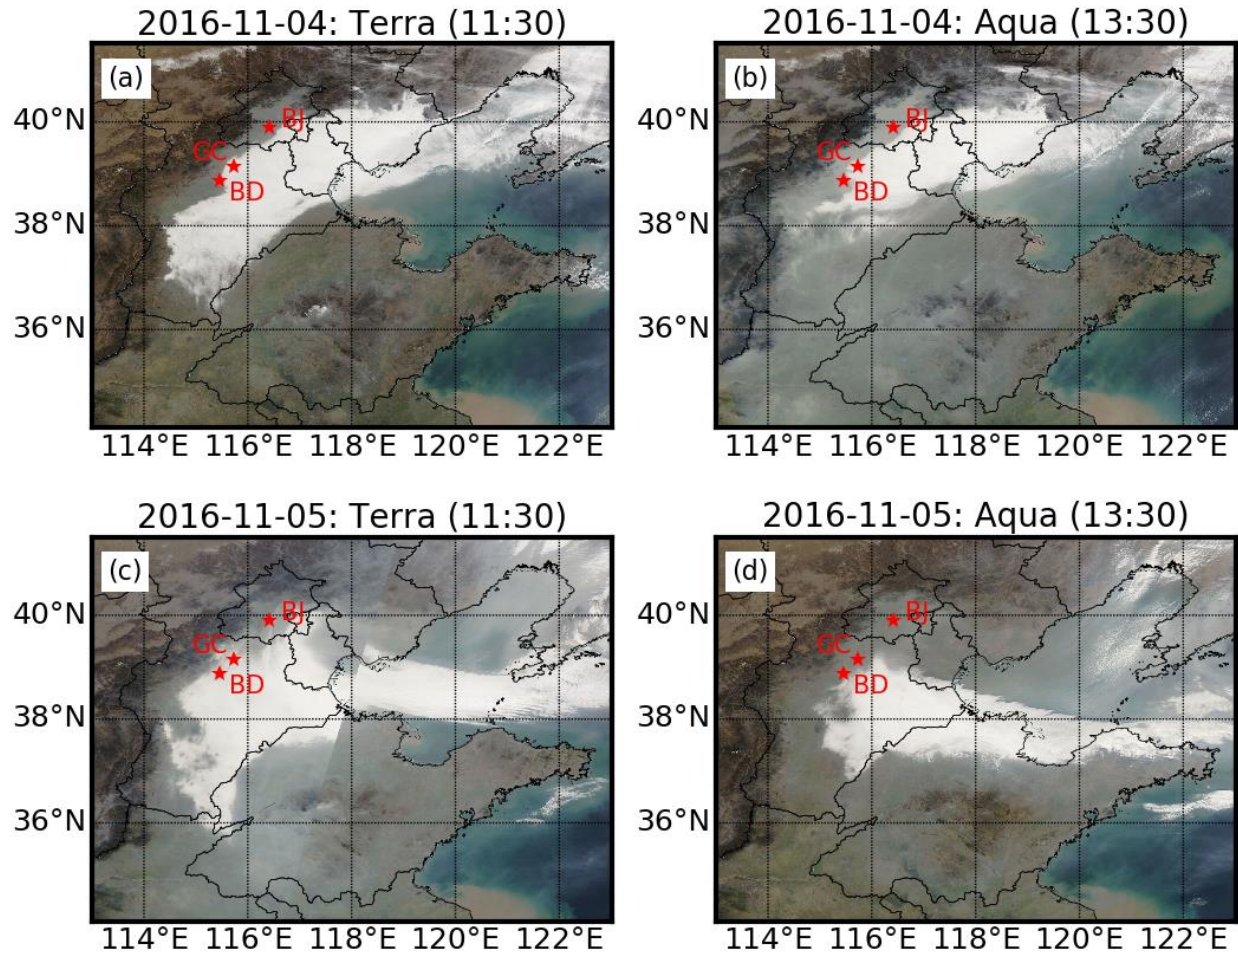 2016-11-04: Terra (11:30)
2016-11-04: Aqua (13:30)
(a)
(b)
40°N
38°N
36°N
BJ
GC
BD
BJ
GC
BD
114°E 116°E 118°E 120°E 122°E
114°E 116°E 118°E 120°E 122°E
2016-11-05: Terra (11:30)
2016-11-05: Aqua (13:30)
(c)
(d)
40°N
38°N
36°N
40°N
38°N
36°N
BJ
GC
BD
BJ
GC
BD
114°E 116°E 118°E 120°E 122°E
114°E 116°E 118°E 120°E 122°E
40°N
38°N
36°N